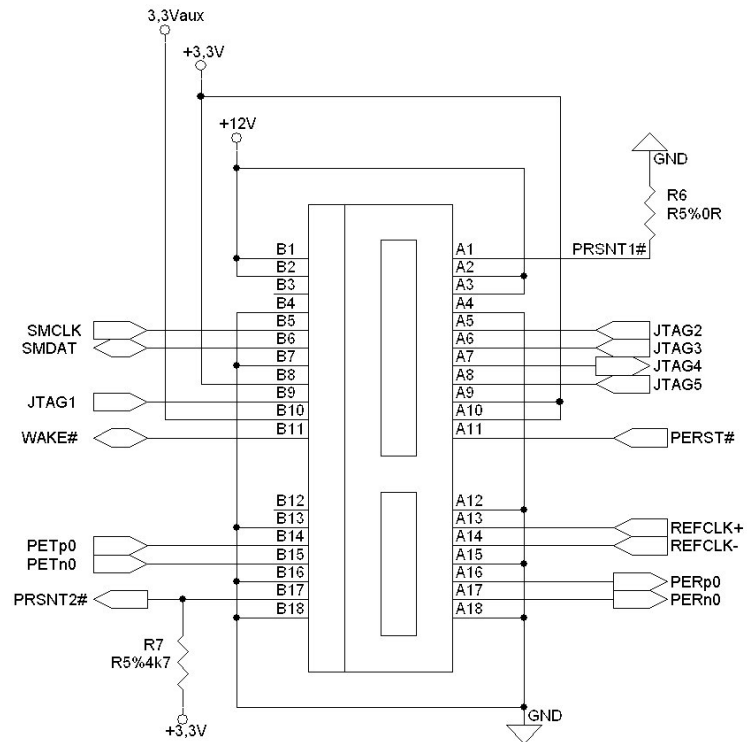 3,3Vaux
+3,3V
+12V
GND
R6
R5%0R
PRSNT1#
B1
A1
B2
A2
B3
A3
B4
A4
SMCLK
B5
A5
JTAG2
SMDAT
B6
A6
JTAG3
B7
A7
JTAG4
B8
A8
JTAG5
JTAG1
B9
A9
B10
A10
WAKE#
B11
A11
PERST#
B12
A12
B13
A13
REFCLK+
PETp0
B14
A14
REFCLK-
PETn0
B15
A15
B16
A16
PERp0
PRSNT2#
B17
A17
PERn0
B18
A18
R7
R5%4k7
+3,3V
GND